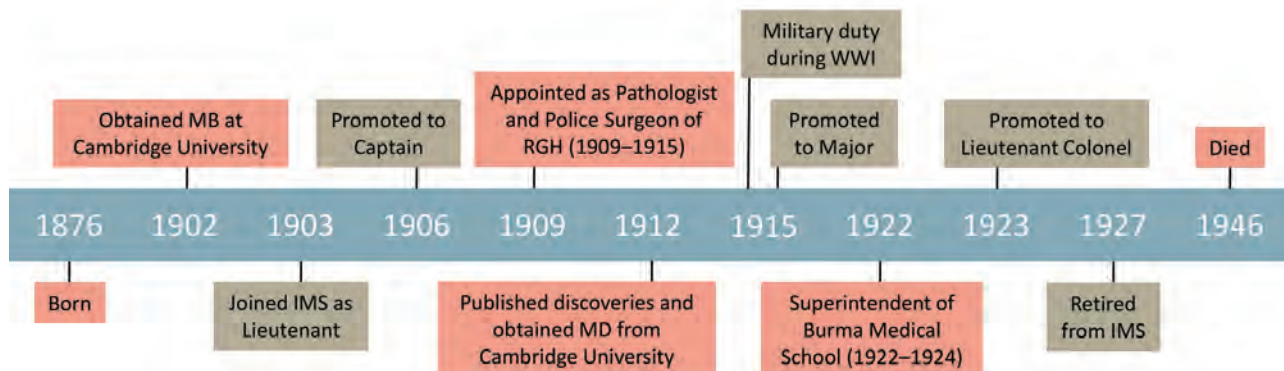 Military duty
during WWI
Obtained MB at
Cambridge University
Promoted to
Captain
Appointed as Pathologist
and Police Surgeon of
RGH (1909–1915)
Promoted
to Major
Promoted to
Lieutenant Colonel
Died
1876 1902 1903 1906 1909 1912 1915 1922 1923 1927 1946
Born
Joined IMS as
Lieutenant
Published discoveries and
obtained MD from
Cambridge University
Superintendent of
Burma Medical
School (1922–1924)
Retired
from IMS